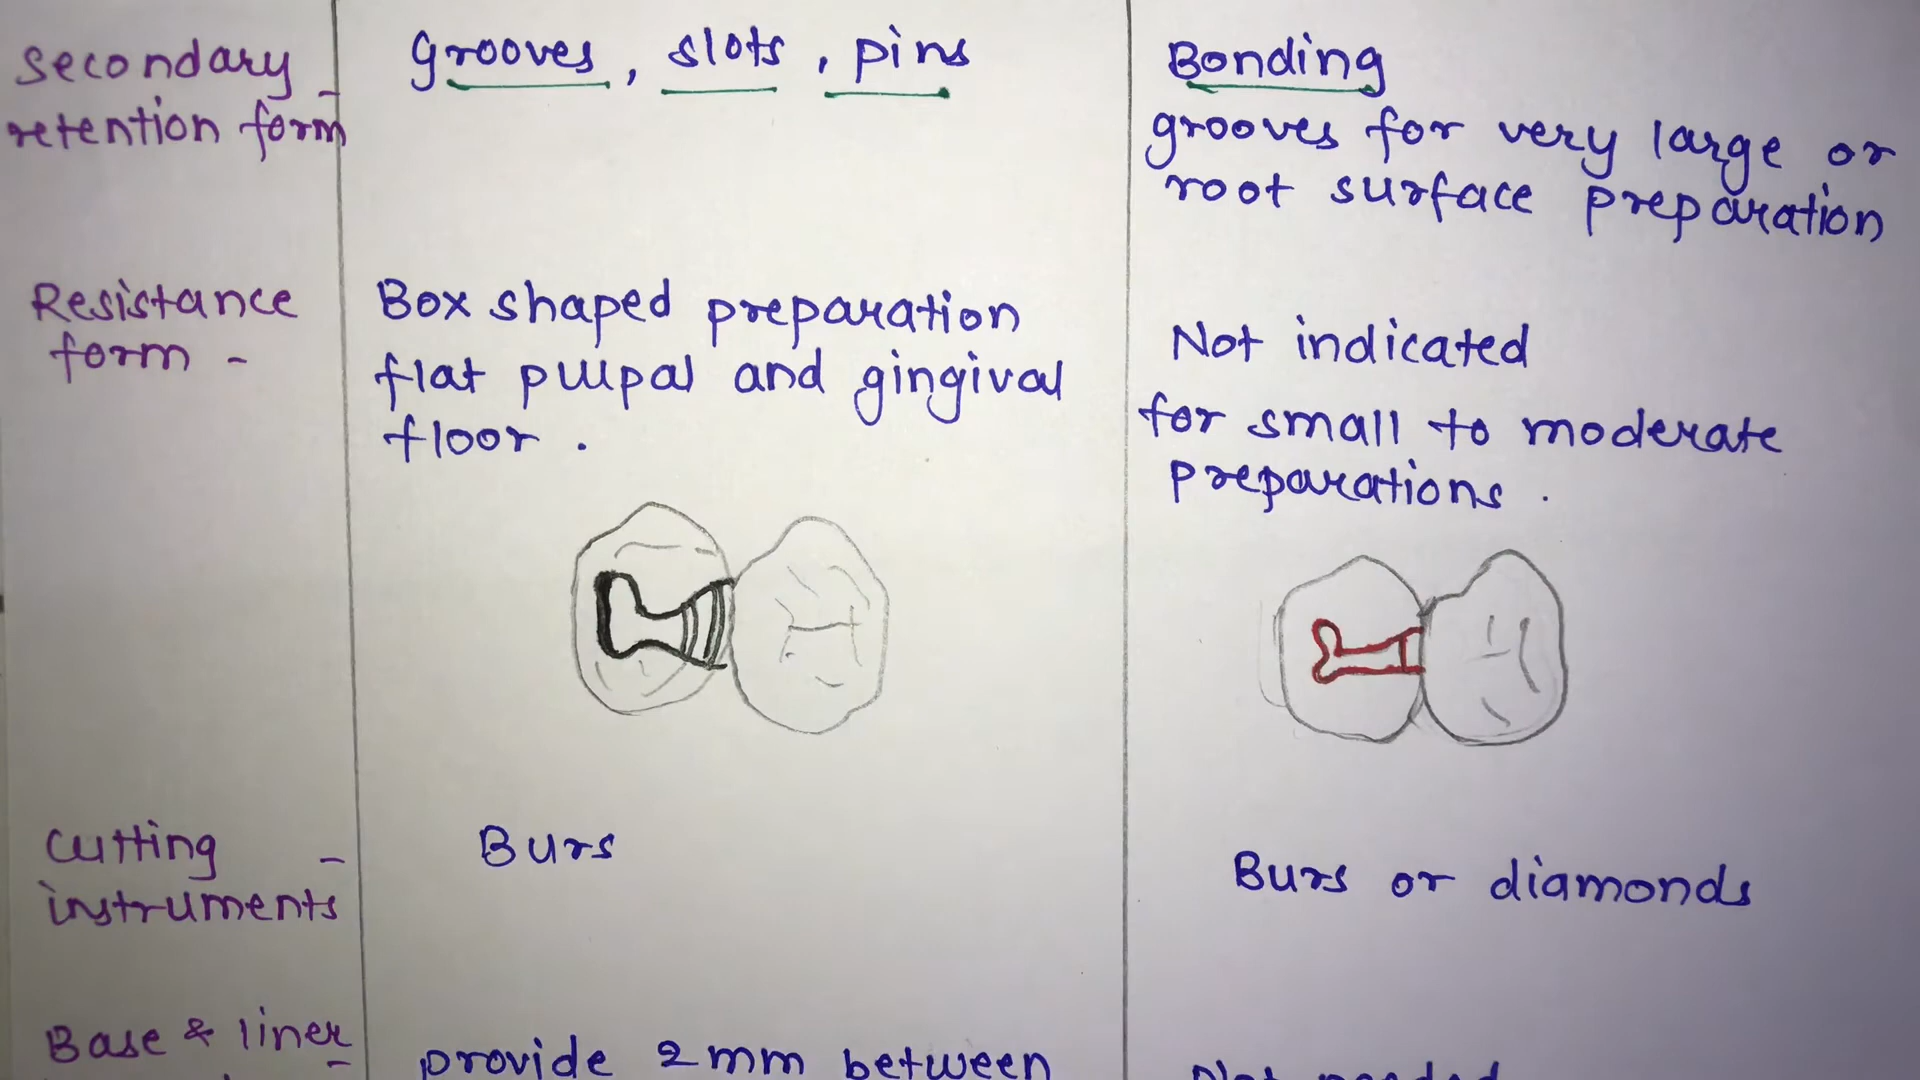 Secondary -
retention form
grooves, slots, pins
Bonding
grooves for very large or
root surface preparation
Resistance
form -
Box shaped preparation
flat pulpal and gingival
floor.
Not indicated
for small to moderate
preparations.
Cutting -
instruments
Burs
Burs or diamonds
Base & liner
-
provide 2mm between
Not needed